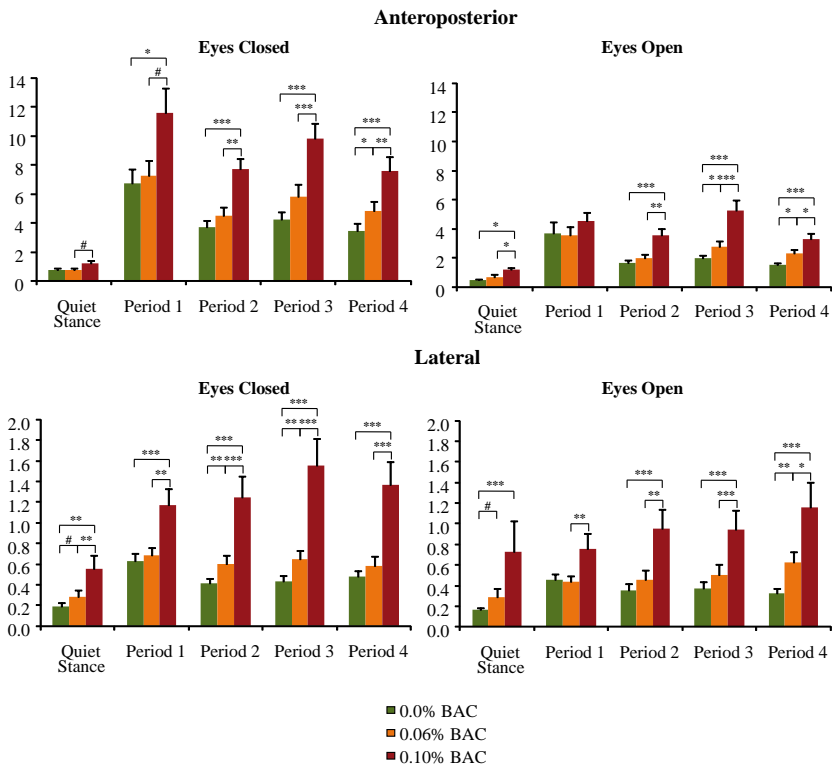 Anteroposterior
Eyes Closed
14
12
10
8
6
4
2
0
*
#
#
***
**
***
***
***
* **
Quiet Stance
Period 1
Period 2
Period 3
Period 4
Eyes Open
14
12
10
8
6
4
2
0
*
*
***
**
***
* ***
***
* *
Quiet Stance
Period 1
Period 2
Period 3
Period 4
Lateral
Eyes Closed
2.0
1.8
1.6
1.4
1.2
1.0
0.8
0.6
0.4
0.2
0.0
**
# **
***
**
***
** ***
***
** ***
***
***
Quiet Stance
Period 1
Period 2
Period 3
Period 4
Eyes Open
2.0
1.8
1.6
1.4
1.2
1.0
0.8
0.6
0.4
0.2
0.0
***
#
**
***
**
***
***
***
** *
Quiet Stance
Period 1
Period 2
Period 3
Period 4
0.0% BAC
0.06% BAC
0.10% BAC